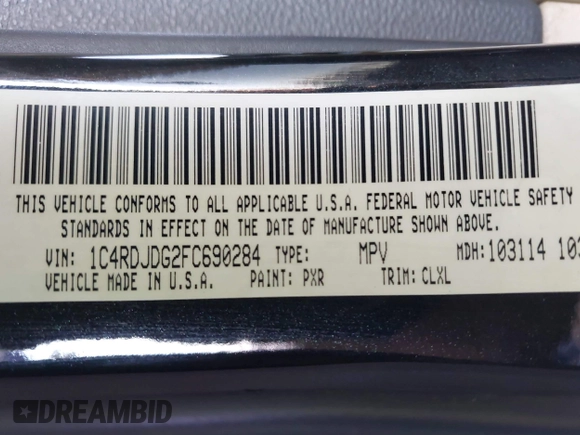 THIS VEHICLE CONFORMS TO ALL APPLICABLE U.S.A. FEDERAL MOTOR VEHICLE SAFETY
STANDARDS IN EFFECT ON THE DATE OF MANUFACTURE SHOWN ABOVE.
VIN: 1C4RDJDG2FC690284 TYPE: MPV MDH: 103114 103
VEHICLE MADE IN U.S.A. PAINT: PXR TRIM: CLXL
DREAMBID